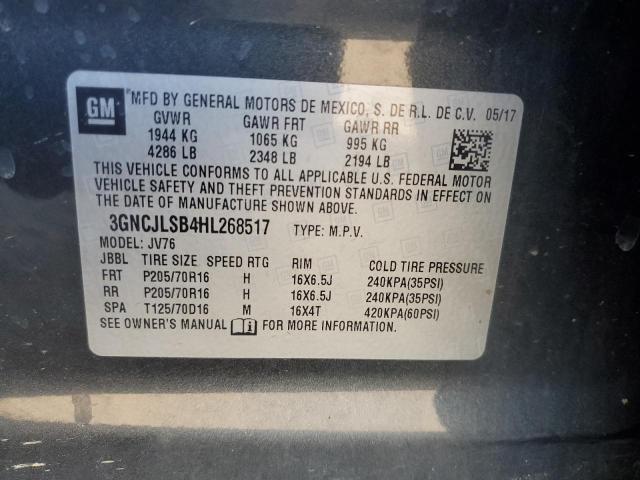 GM MFD BY GENERAL MOTORS DE MEXICO, S. DE R.L. DE C.V. 05/17
GVWR GAWR FRT GAWR RR
1944 KG 1065 KG 995 KG
4286 LB 2348 LB 2194 LB
THIS VEHICLE CONFORMS TO ALL APPLICABLE U.S. FEDERAL MOTOR
VEHICLE SAFETY AND THEFT PREVENTION STANDARDS IN EFFECT ON
THE DATE OF MANUFACTURE SHOWN ABOVE.
3GNCJLSB4HL268517 TYPE: M.P.V.
MODEL: JV76
JBBL TIRE SIZE SPEED RTG RIM COLD TIRE PRESSURE
FRT P205/70R16 H 16X6.5J 240KPA(35PSI)
RR P205/70R16 H 16X6.5J 240KPA(35PSI)
SPA T125/70D16 M 16X4T 420KPA(60PSI)
SEE OWNER'S MANUAL FOR MORE INFORMATION.